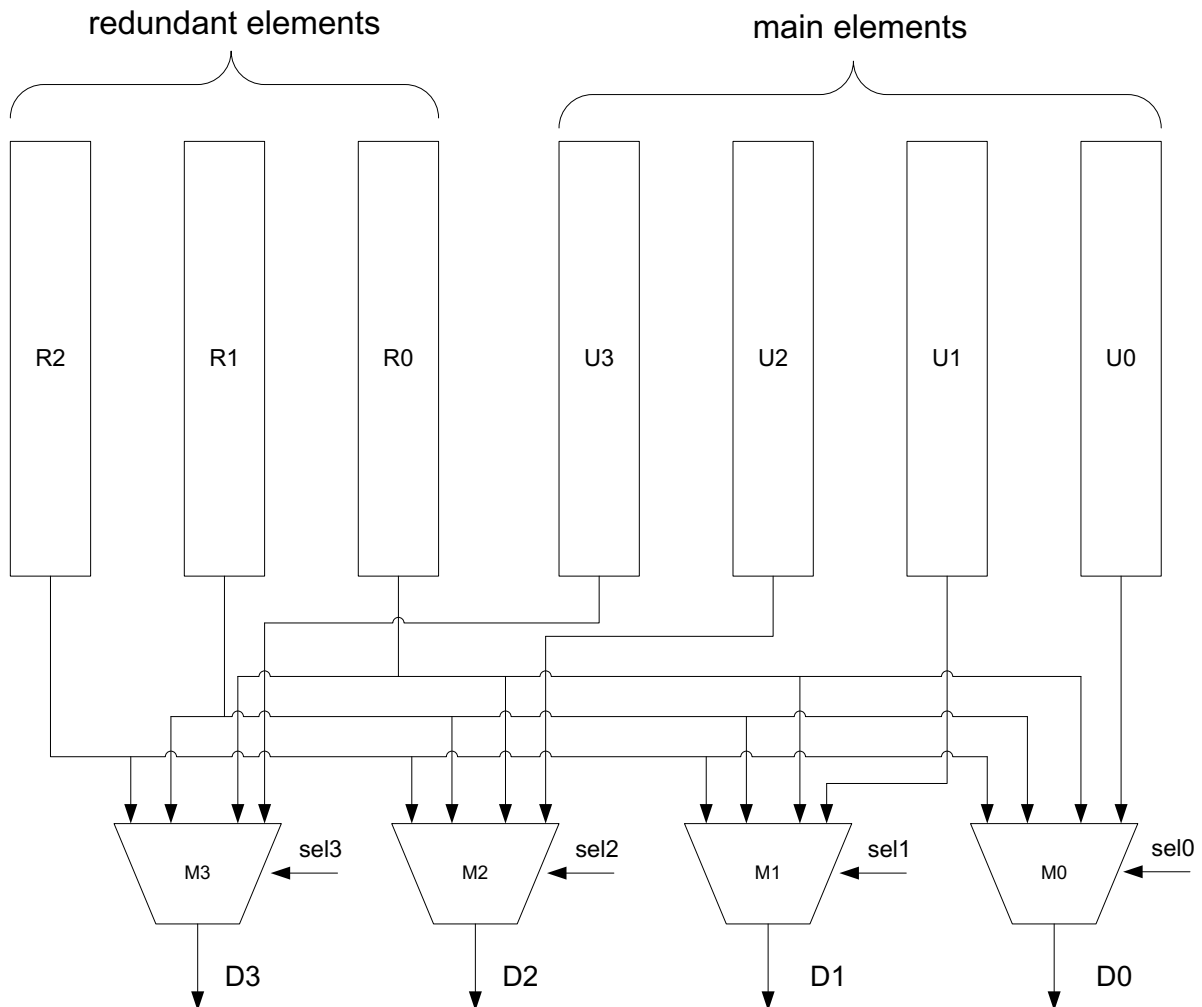 redundant elements
main elements
R2 R1 R0 U3 U2 U1 U0
sel3 sel2 sel1 sel0
M3 M2 M1 M0
D3 D2 D1 D0